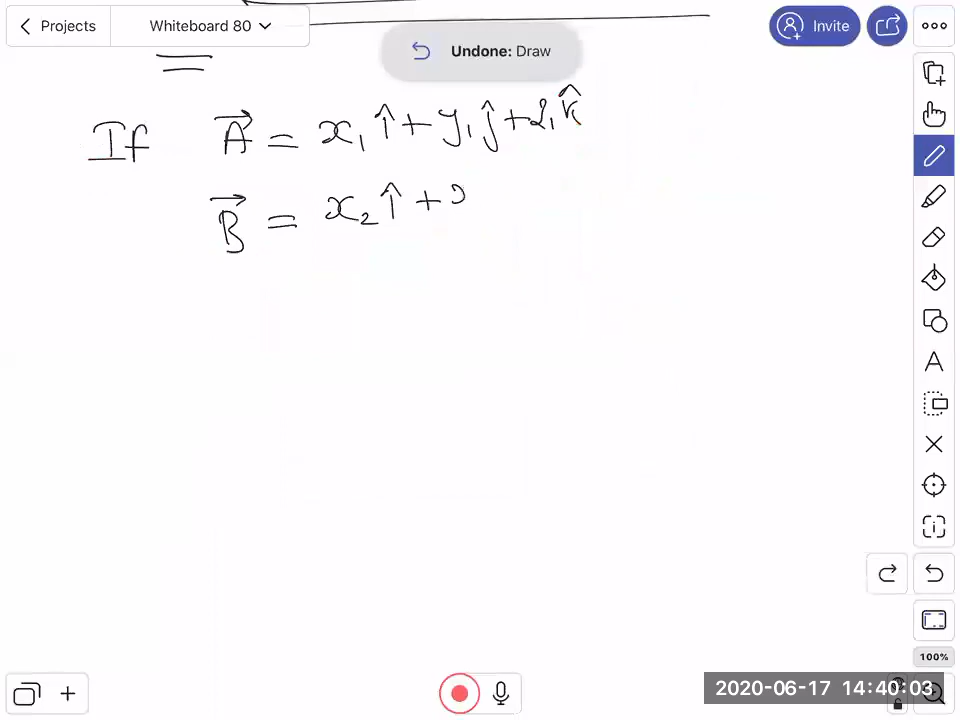 Projects
Whiteboard 80
Invite
Undone: Draw
If A⃗ = x₁ î + y₁ ĵ + z₁ k̂
B⃗ = x₂ î +
A
100%
2020-06-17 14:40:03